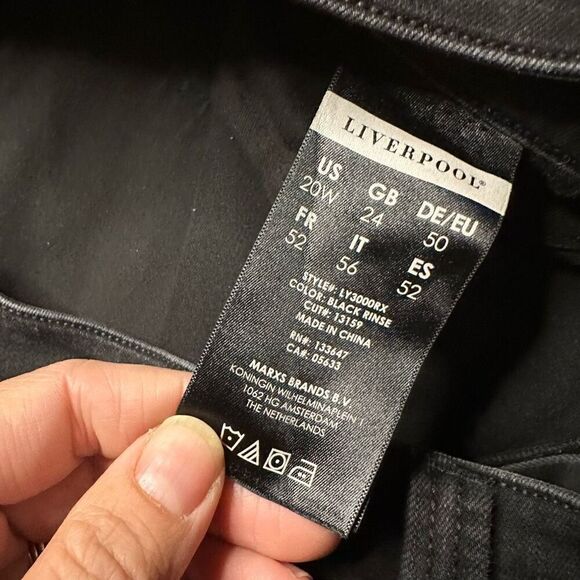 LIVERPOOL®
US GB DE/EU
20W 24 50
FR IT ES
52 56 52
STYLE#: LY3000RX
COLOR: BLACK RINSE
CUT#: 13159
MADE IN CHINA
RN#: 133647
CA#: 05633
MARXS BRANDS B.V.
KONINGIN WILHELMINAPLEIN 1
1062 HG AMSTERDAM
THE NETHERLANDS